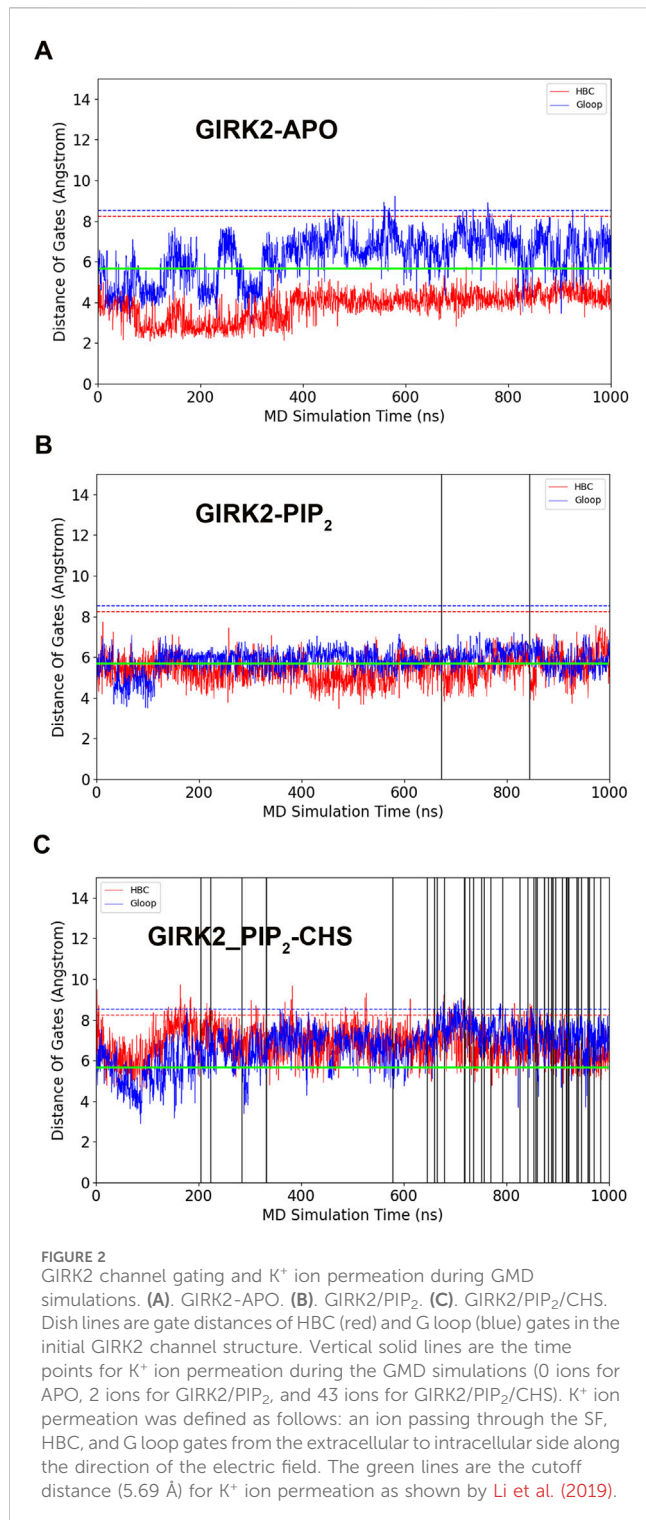 A
14
12
10
8
6
4
2
0
Distance Of Gates (Angstrom)
GIRK2-APO
HBC
Gloop
0 200 400 600 800 1000
MD Simulation Time (ns)
B
14
12
10
8
6
4
2
0
Distance Of Gates (Angstrom)
GIRK2-PIP₂
HBC
Gloop
0 200 400 600 800 1000
MD Simulation Time (ns)
C
14
12
10
8
6
4
2
0
Distance Of Gates (Angstrom)
HBC
Gloop
GIRK2_PIP₂-CHS
0 200 400 600 800 1000
MD Simulation Time (ns)
FIGURE 2
GIRK2 channel gating and K⁺ ion permeation during GMD
simulations. (A). GIRK2-APO. (B). GIRK2/PIP₂. (C). GIRK2/PIP₂/CHS.
Dish lines are gate distances of HBC (red) and G loop (blue) gates in the
initial GIRK2 channel structure. Vertical solid lines are the time
points for K⁺ ion permeation during the GMD simulations (0 ions for
APO, 2 ions for GIRK2/PIP₂, and 43 ions for GIRK2/PIP₂/CHS). K⁺ ion
permeation was defined as follows: an ion passing through the SF,
HBC, and G loop gates from the extracellular to intracellular side along
the direction of the electric field. The green lines are the cutoff
distance (5.69 Å) for K⁺ ion permeation as shown by Li et al. (2019).